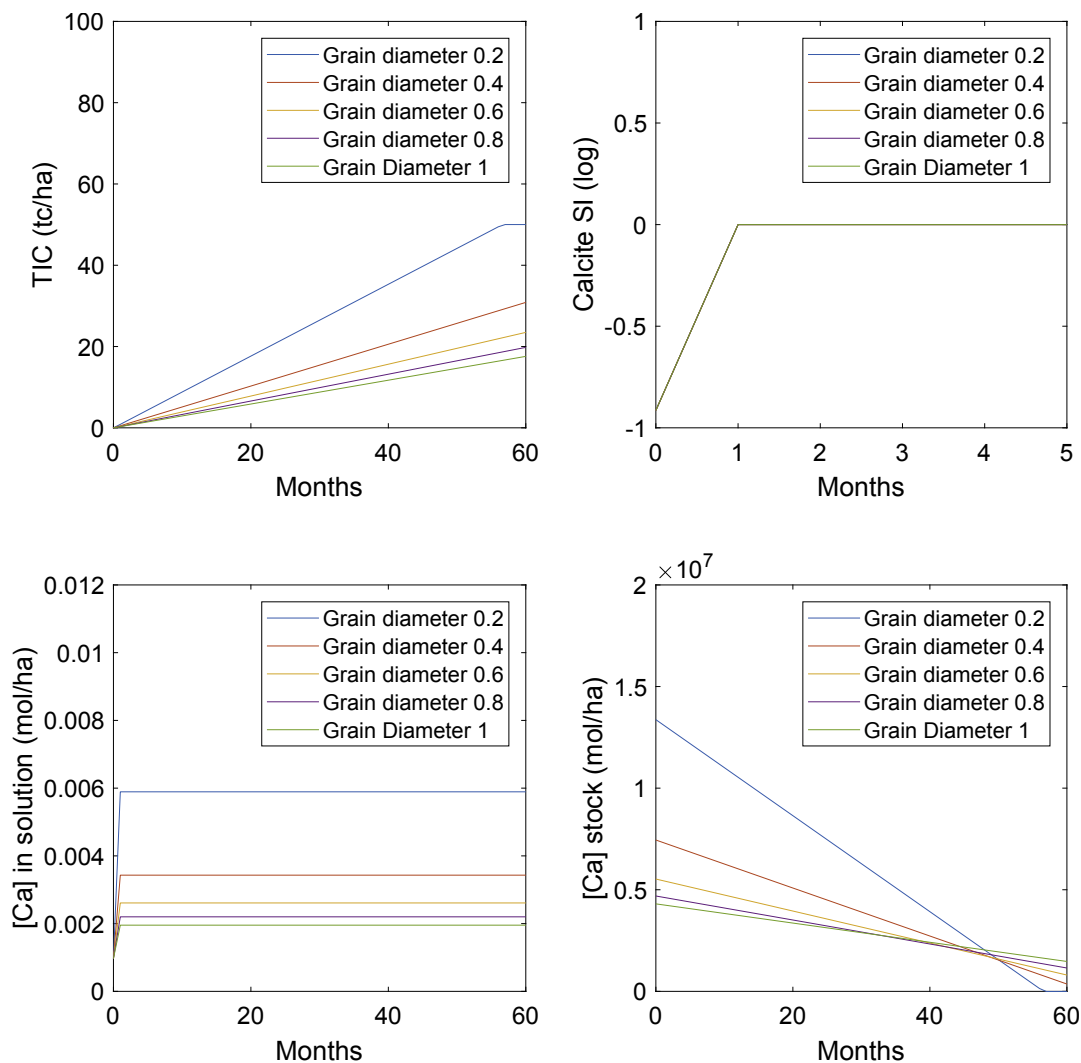 100
80
60
40
20
0
TIC (tc/ha)
Grain diameter 0.2
Grain diameter 0.4
Grain diameter 0.6
Grain diameter 0.8
Grain Diameter 1
0 20 40 60
Months
1
0.5
0
-0.5
-1
Calcite SI (log)
Grain diameter 0.2
Grain diameter 0.4
Grain diameter 0.6
Grain diameter 0.8
Grain Diameter 1
0 1 2 3 4 5
Months
0.012
0.01
0.008
0.006
0.004
0.002
0
[Ca] in solution (mol/ha)
Grain diameter 0.2
Grain diameter 0.4
Grain diameter 0.6
Grain diameter 0.8
Grain Diameter 1
0 20 40 60
Months
×10⁷
2
1.5
1
0.5
0
[Ca] stock (mol/ha)
Grain diameter 0.2
Grain diameter 0.4
Grain diameter 0.6
Grain diameter 0.8
Grain Diameter 1
0 20 40 60
Months